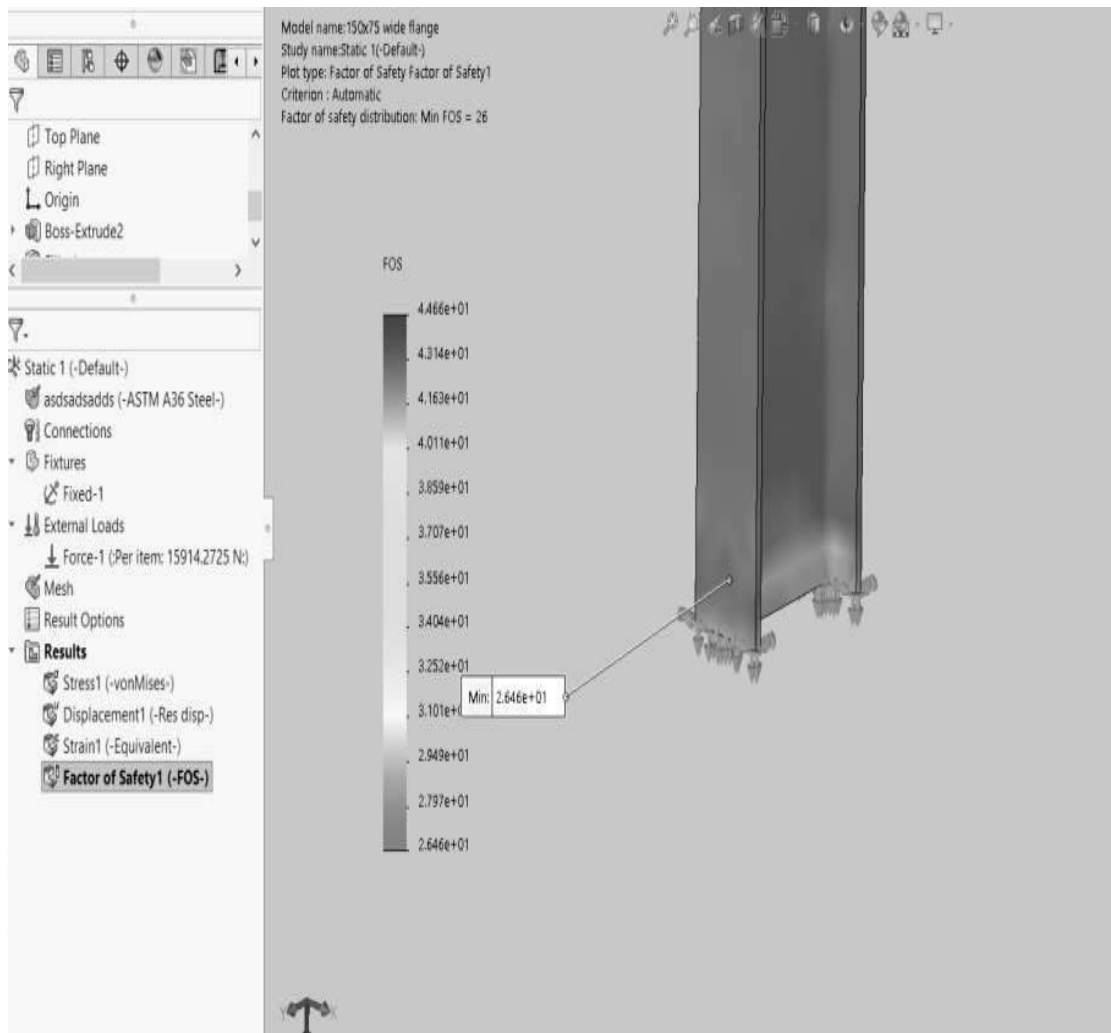 Model name:150x75 wide flange
Study name:Static 1(-Default-)
Plot type: Factor of Safety Factor of Safety1
Criterion : Automatic
Factor of safety distribution: Min FOS = 26
Top Plane
Right Plane
Origin
Boss-Extrude2
Static 1 (-Default-)
asdsadsadds (-ASTM A36 Steel-)
Connections
Fixtures
Fixed-1
External Loads
Force-1 (:Per item: 15914.2725 N:)
Mesh
Result Options
Results
Stress1 (-vonMises-)
Displacement1 (-Res disp-)
Strain1 (-Equivalent-)
Factor of Safety1 (-FOS-)
FOS
4.466e+01
4.314e+01
4.163e+01
4.011e+01
3.859e+01
3.707e+01
3.556e+01
3.404e+01
3.252e+01
3.101e+
2.949e+01
2.797e+01
2.646e+01
Min: 2.646e+01
Y X